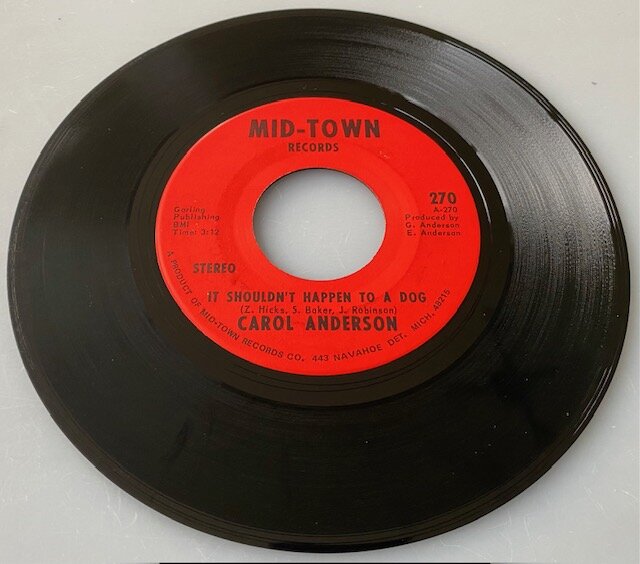 MID-TOWN
RECORDS
Garling
Publishing
BMI
Time: 3:12
270
A-270
Produced by
G. Anderson
E. Anderson
STEREO
IT SHOULDN'T HAPPEN TO A DOG
(Z. Hicks, S. Baker, J. Robinson)
CAROL ANDERSON
A PRODUCT OF MID-TOWN RECORDS CO. 443 NAVAHOE DET. MICH. 48215